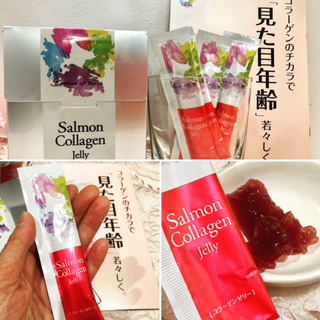 Salmon
Collagen
Jelly
コラーゲンのチカラで
「見た目年齢」
若々しく。
Salmon
Collagen
Jelly
コラーゲンのチカラで
見た目年齢」
若々しく。
Salmon
Collagen
Jelly
[コラーゲンゼリー]